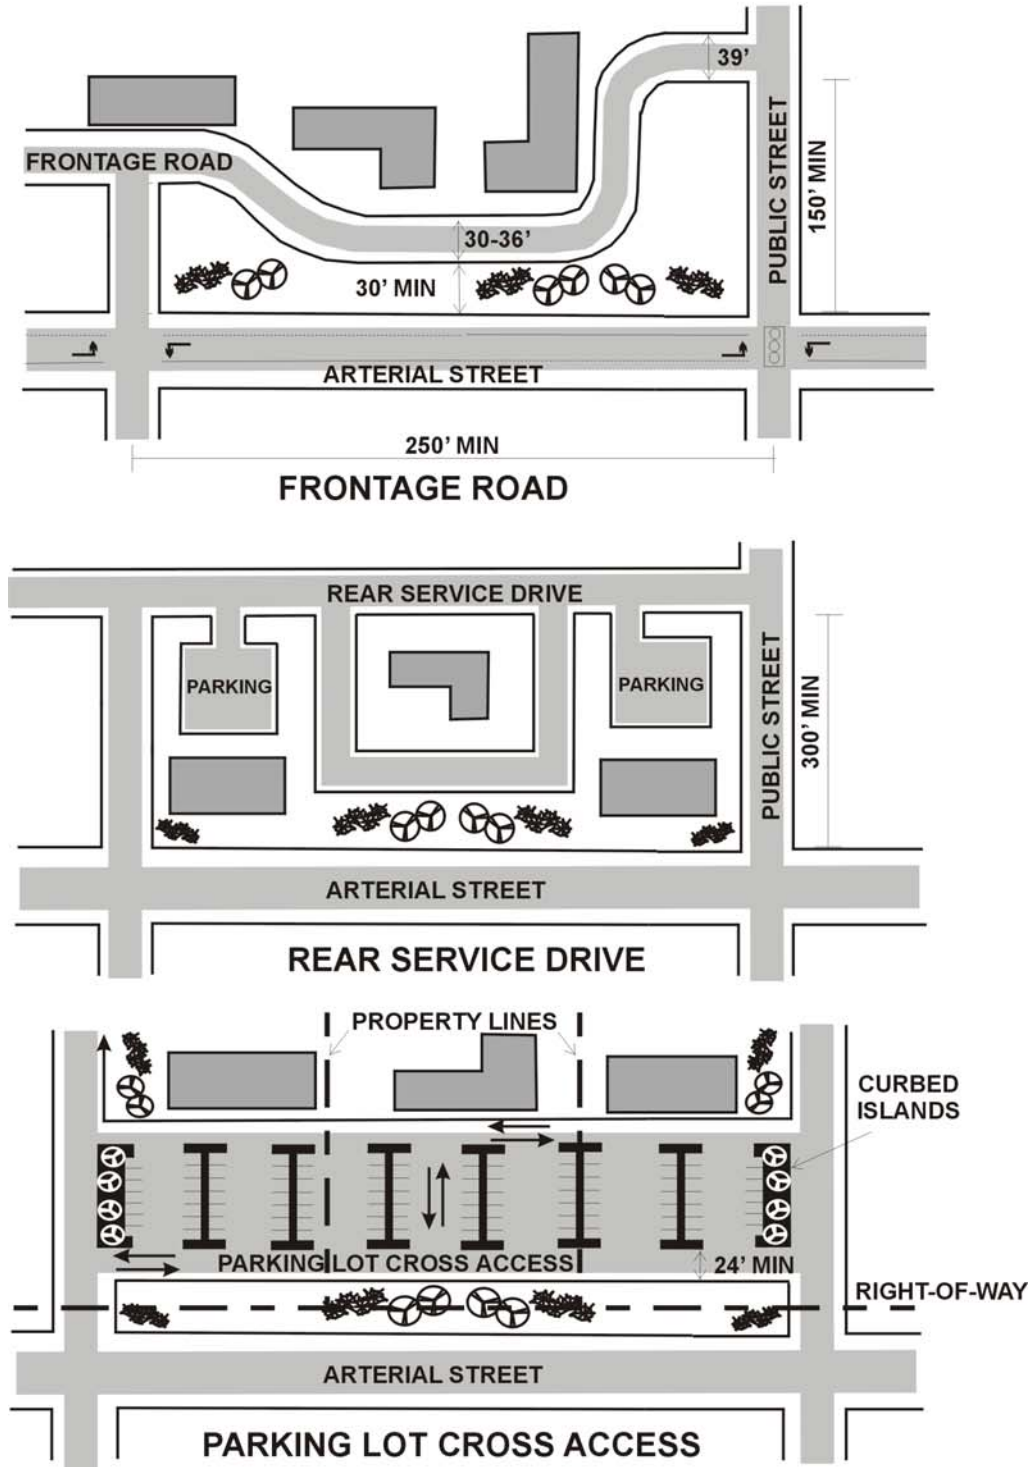 39’
FRONTAGE ROAD
PUBLIC STREET
150’ MIN
30-36’
30’ MIN
ARTERIAL STREET
250’ MIN
FRONTAGE ROAD
REAR SERVICE DRIVE
PARKING
PARKING
PUBLIC STREET
300’ MIN
ARTERIAL STREET
REAR SERVICE DRIVE
PROPERTY LINES
CURBED
ISLANDS
PARKING LOT CROSS ACCESS
24’ MIN
RIGHT-OF-WAY
ARTERIAL STREET
PARKING LOT CROSS ACCESS